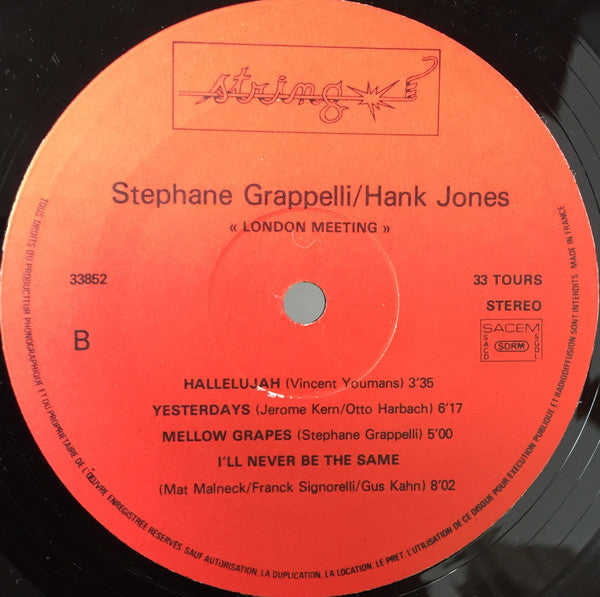 string
Stephane Grappelli/Hank Jones
« LONDON MEETING »
33852
33 TOURS
STEREO
B
SACEM
SACD
SDRM
SGDL
HALLELUJAH (Vincent Youmans) 3'35
YESTERDAYS (Jerome Kern/Otto Harbach) 6'17
MELLOW GRAPES (Stephane Grappelli) 5'00
I'LL NEVER BE THE SAME
(Mat Malneck/Franck Signorelli/Gus Kahn) 8'02
TOUS DROITS DU PRODUCTEUR PHONOGRAPHIQUE ET DU PROPRIETAIRE DE L'ŒUVRE ENREGISTREE RÉSERVÉS SAUF AUTORISATION, LA DUPLICATION, LA LOCATION, LE PRET, L'UTILISATION DE CE DISQUE POUR EXECUTION PUBLIQUE ET RADIODIFFUSION SONT INTERDITS MADE IN FRANCE